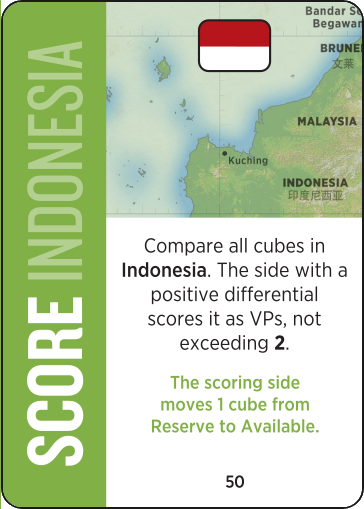 SCORE INDONESIA
Bandar Se
Begawan
BRUNEI
文莱
MALAYSIA
Kuching
INDONESIA
印度尼西亚
Compare all cubes in
Indonesia. The side with a
positive differential
scores it as VPs, not
exceeding 2.
The scoring side
moves 1 cube from
Reserve to Available.
50